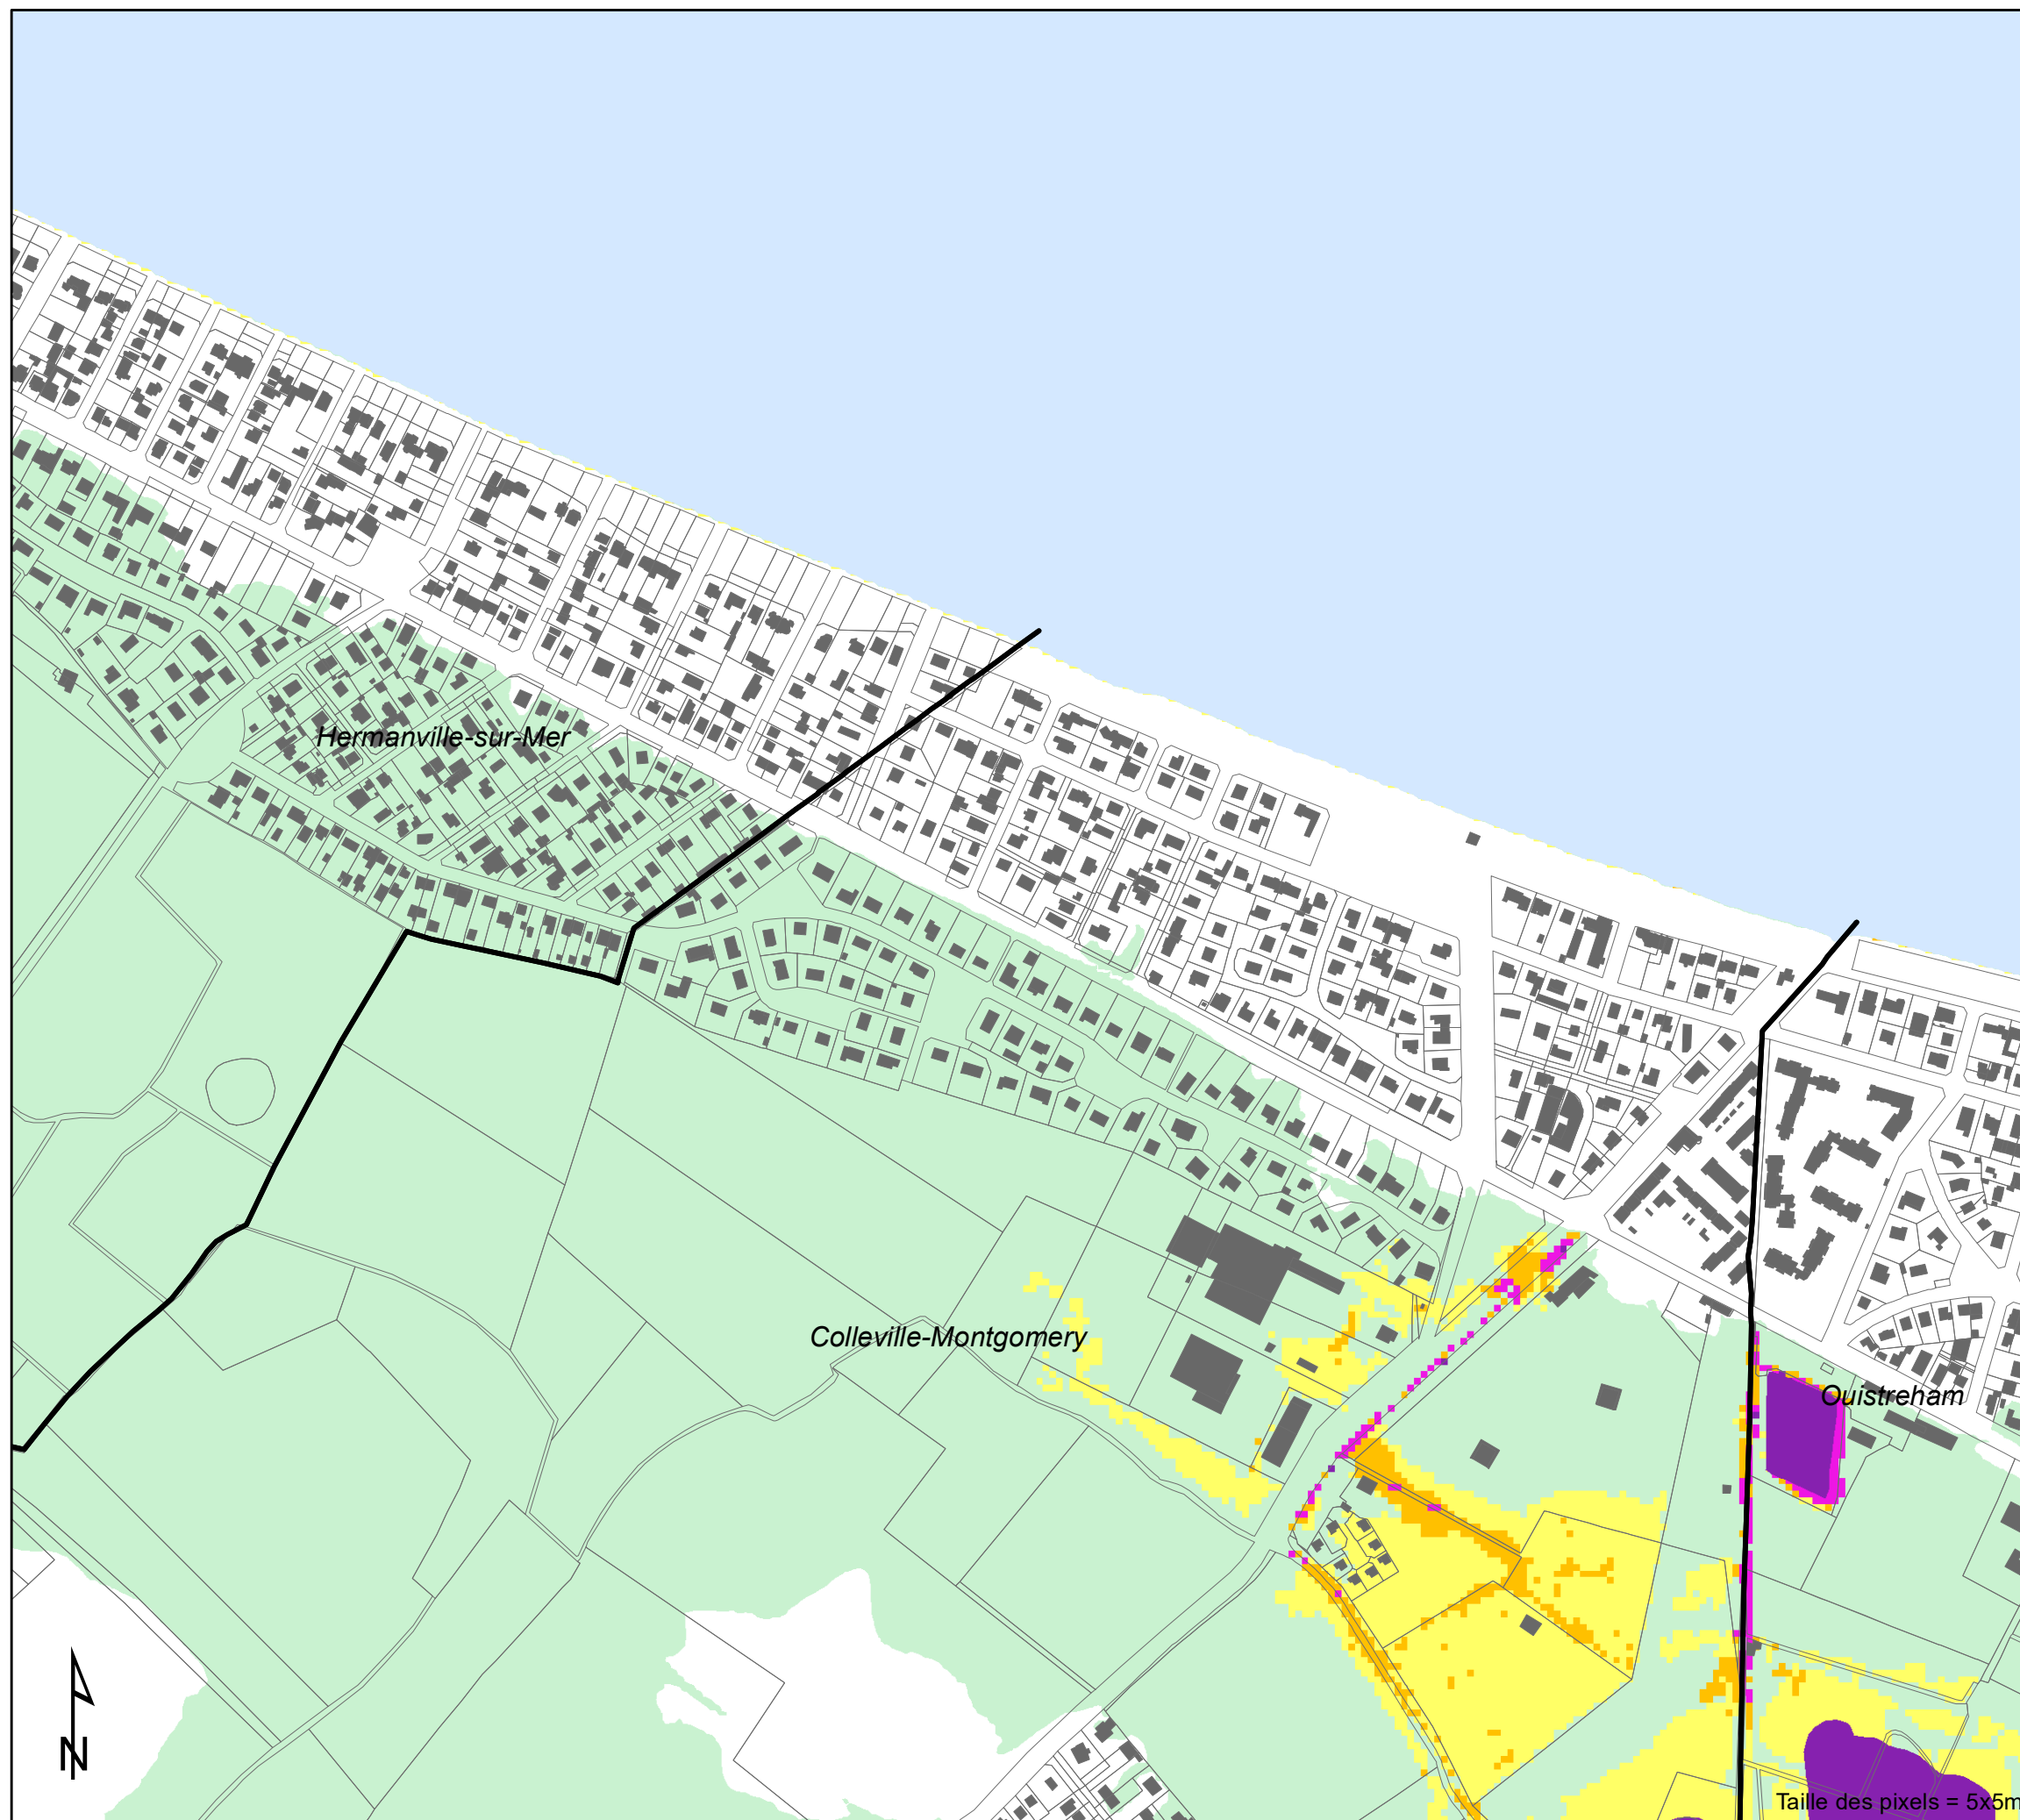 Hermanville-sur-Mer
Colleville-Montgomery
Ouistreham
N
Taille des pixels = 5x5m